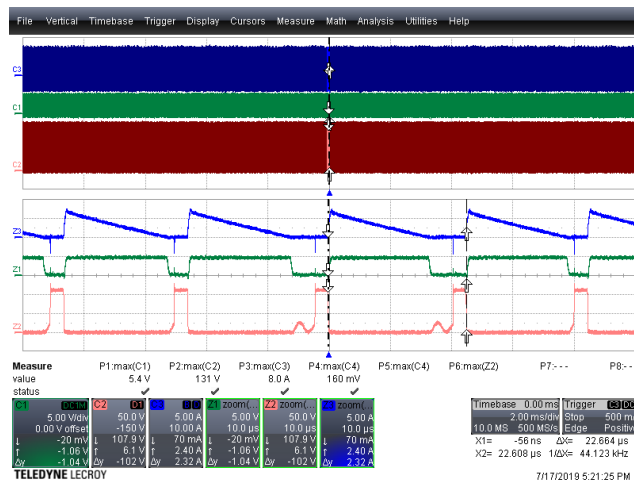 File Vertical Timebase Trigger Display Cursors Measure Math Analysis Utilities Help
C3
C1
C2
Z3
Z1
Z2
Measure P1:max(C1) P2:max(C2) P3:max(C3) P4:max(C4) P5:max(C4) P6:max(Z2) P7:- - - P8:-
value 5.4 V 131 V 8.0 A 160 mV
status
C1 DC1M C2 D1 Z1 zoom(... Z2 zoom(... zoom(...
5.00 V/div 50.0 V 5.00 A 5.00 V 50.0 V 5.00 A
0.00 V offset -150 V 10.00 A 10.0 µs 10.0 µs 10.0 µs
-20 mV 107.9 V 70 mA -20 mV 107.9 V 70 mA
-1.06 V 6.1 V 2.40 A -1.06 V 6.1 V 2.40 A
Δy -1.04 V Δy -102 V Δy 2.32 A Δy -1.04 V Δy -102 V Δy 2.32 A
Timebase 0.00 ms Trigger C3 DC
2.00 ms/div Stop 500 m
10.0 MS 500 MS/s Edge Positiv
X1= -56 ns ΔX= 22.664 µs
X2= 22.608 µs 1/ΔX= 44.123 kHz
TELEDYNE LECROY
7/17/2019 5:21:25 PM